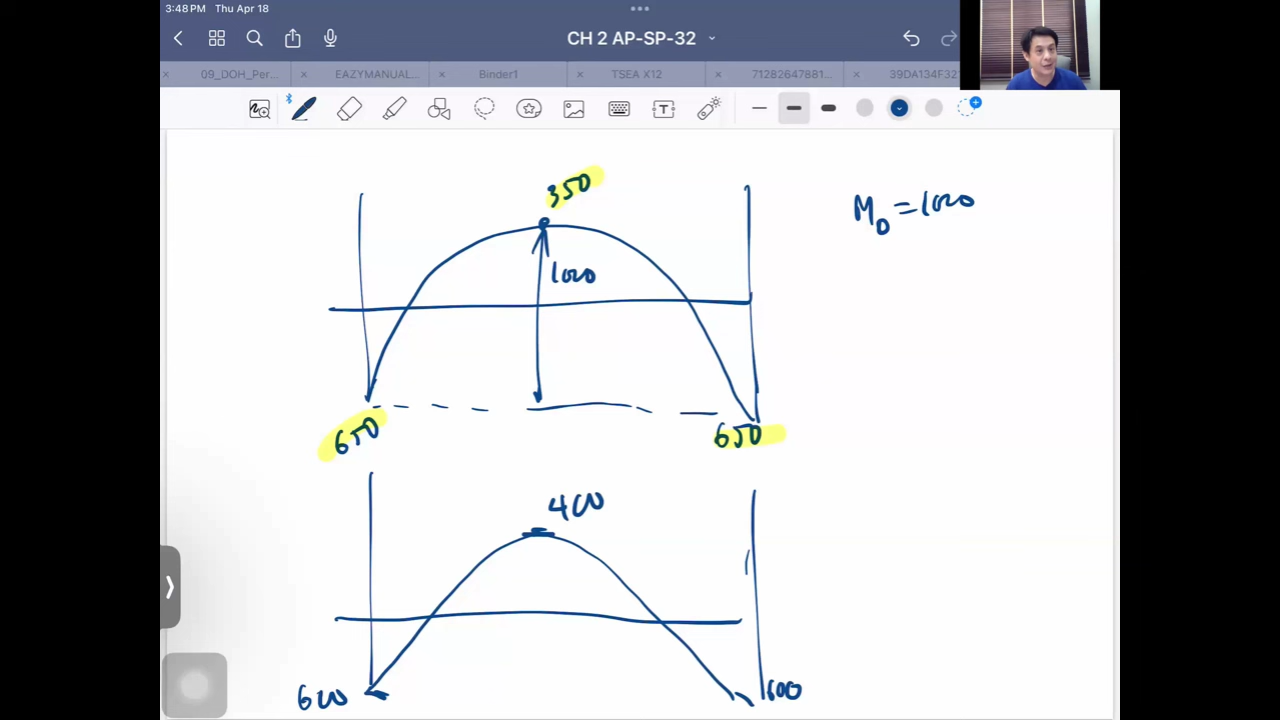 3:48 PM Thu Apr 18
CH 2 AP-SP-32
09_DOH_Per...
EAZYMANUAL...
Binder1
TSEA X12
71282647881...
39DA134F321
T
350
M₀ = 1000
1000
650
650
400
600
600